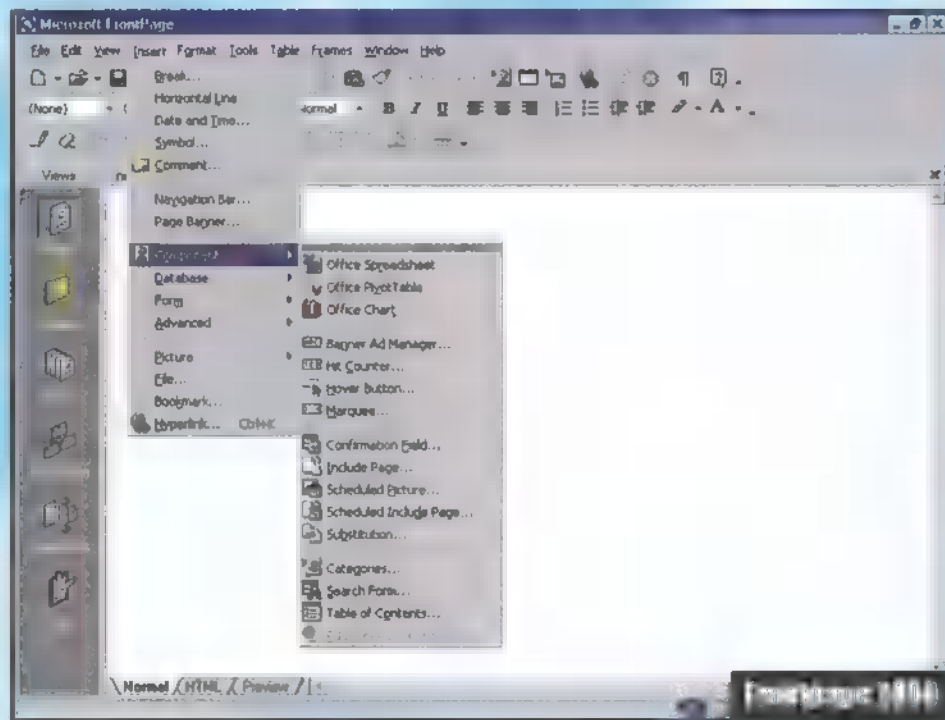 Microsoft FrontPage
File Edit View Insert Format Tools Table Frames Window Help
Break...
Horizontal Line
(None)
Normal
B I U
A
Date and Time...
Symbol...
Comment...
Views
Navigation Bar...
Page Banner...
Component
Office Spreadsheet
Database
Office PivotTable
Form
Office Chart
Advanced
Banner Ad Manager...
Picture
Hit Counter...
File...
Hover Button...
Bookmark...
Marquee...
Hyperlink... Ctrl+K
Confirmation Field...
Include Page...
Scheduled Picture...
Scheduled Include Page...
Substitution...
Categories...
Search Form...
Table of Contents...
Normal HTML Preview